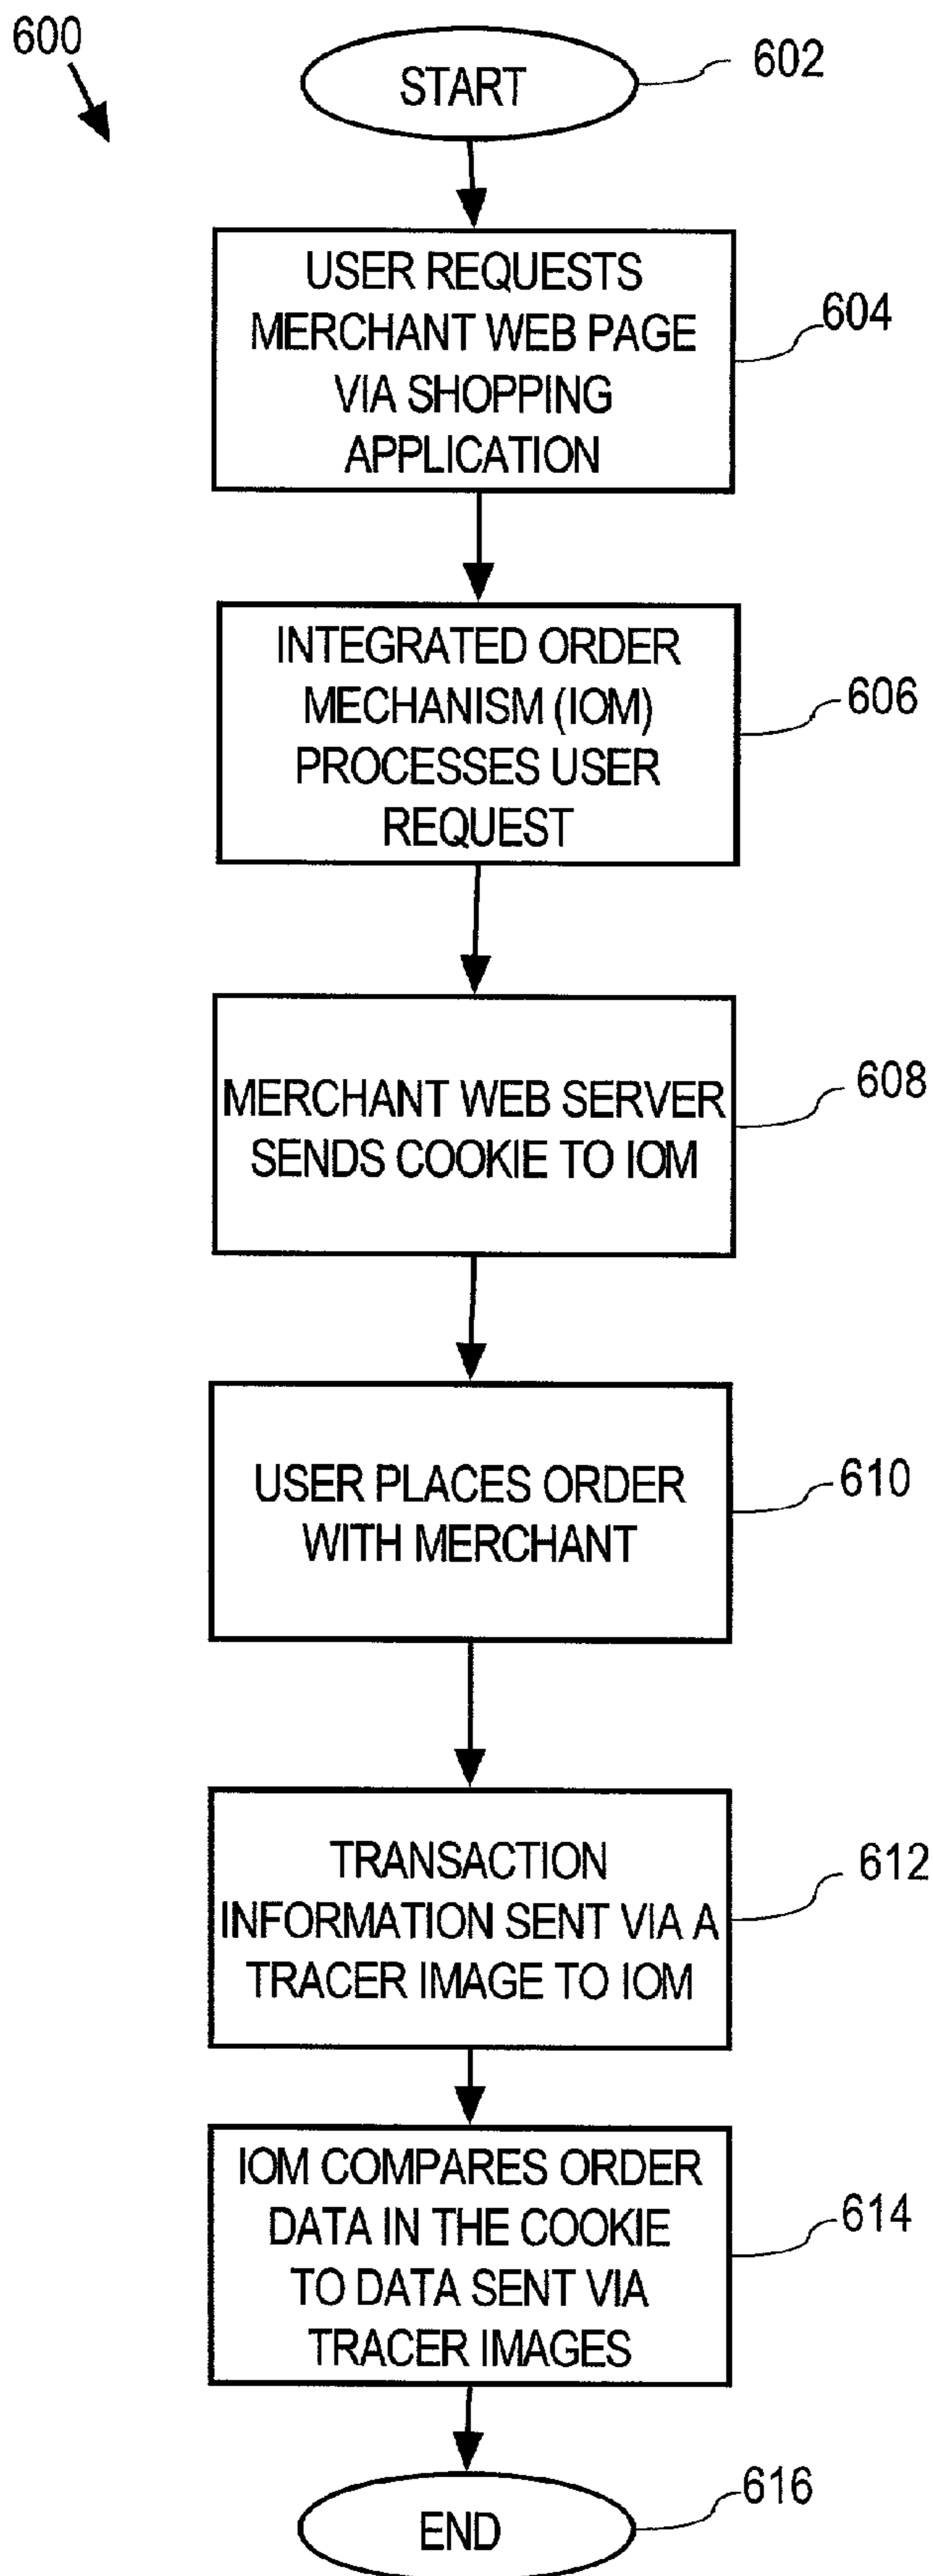 600
START
602
USER REQUESTS
MERCHANT WEB PAGE
VIA SHOPPING
APPLICATION
604
INTEGRATED ORDER
MECHANISM (IOM)
PROCESSES USER
REQUEST
606
MERCHANT WEB SERVER
SENDS COOKIE TO IOM
608
USER PLACES ORDER
WITH MERCHANT
610
TRANSACTION
INFORMATION SENT VIA A
TRACER IMAGE TO IOM
612
IOM COMPARES ORDER
DATA IN THE COOKIE
TO DATA SENT VIA
TRACER IMAGES
614
END
616